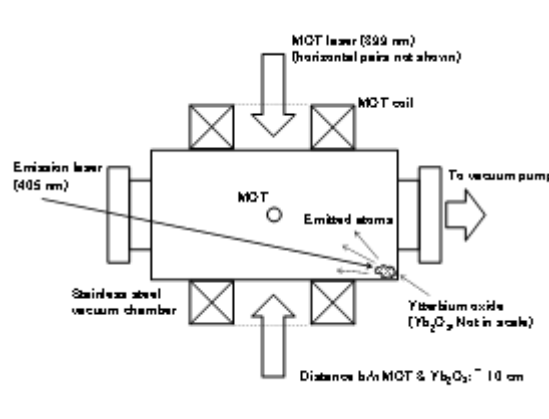 MOT laser (399 nm)
(horizontal pairs not shown)
MOT coil
Emission laser
(405 nm)
To vacuum pump
MOT
Emitted atoms
Stainless steel
vacuum chamber
Ytterbium oxide
(Yb₂O₃, Not in scale)
Distance b/n MOT & Yb₂O₃: ~ 10 cm